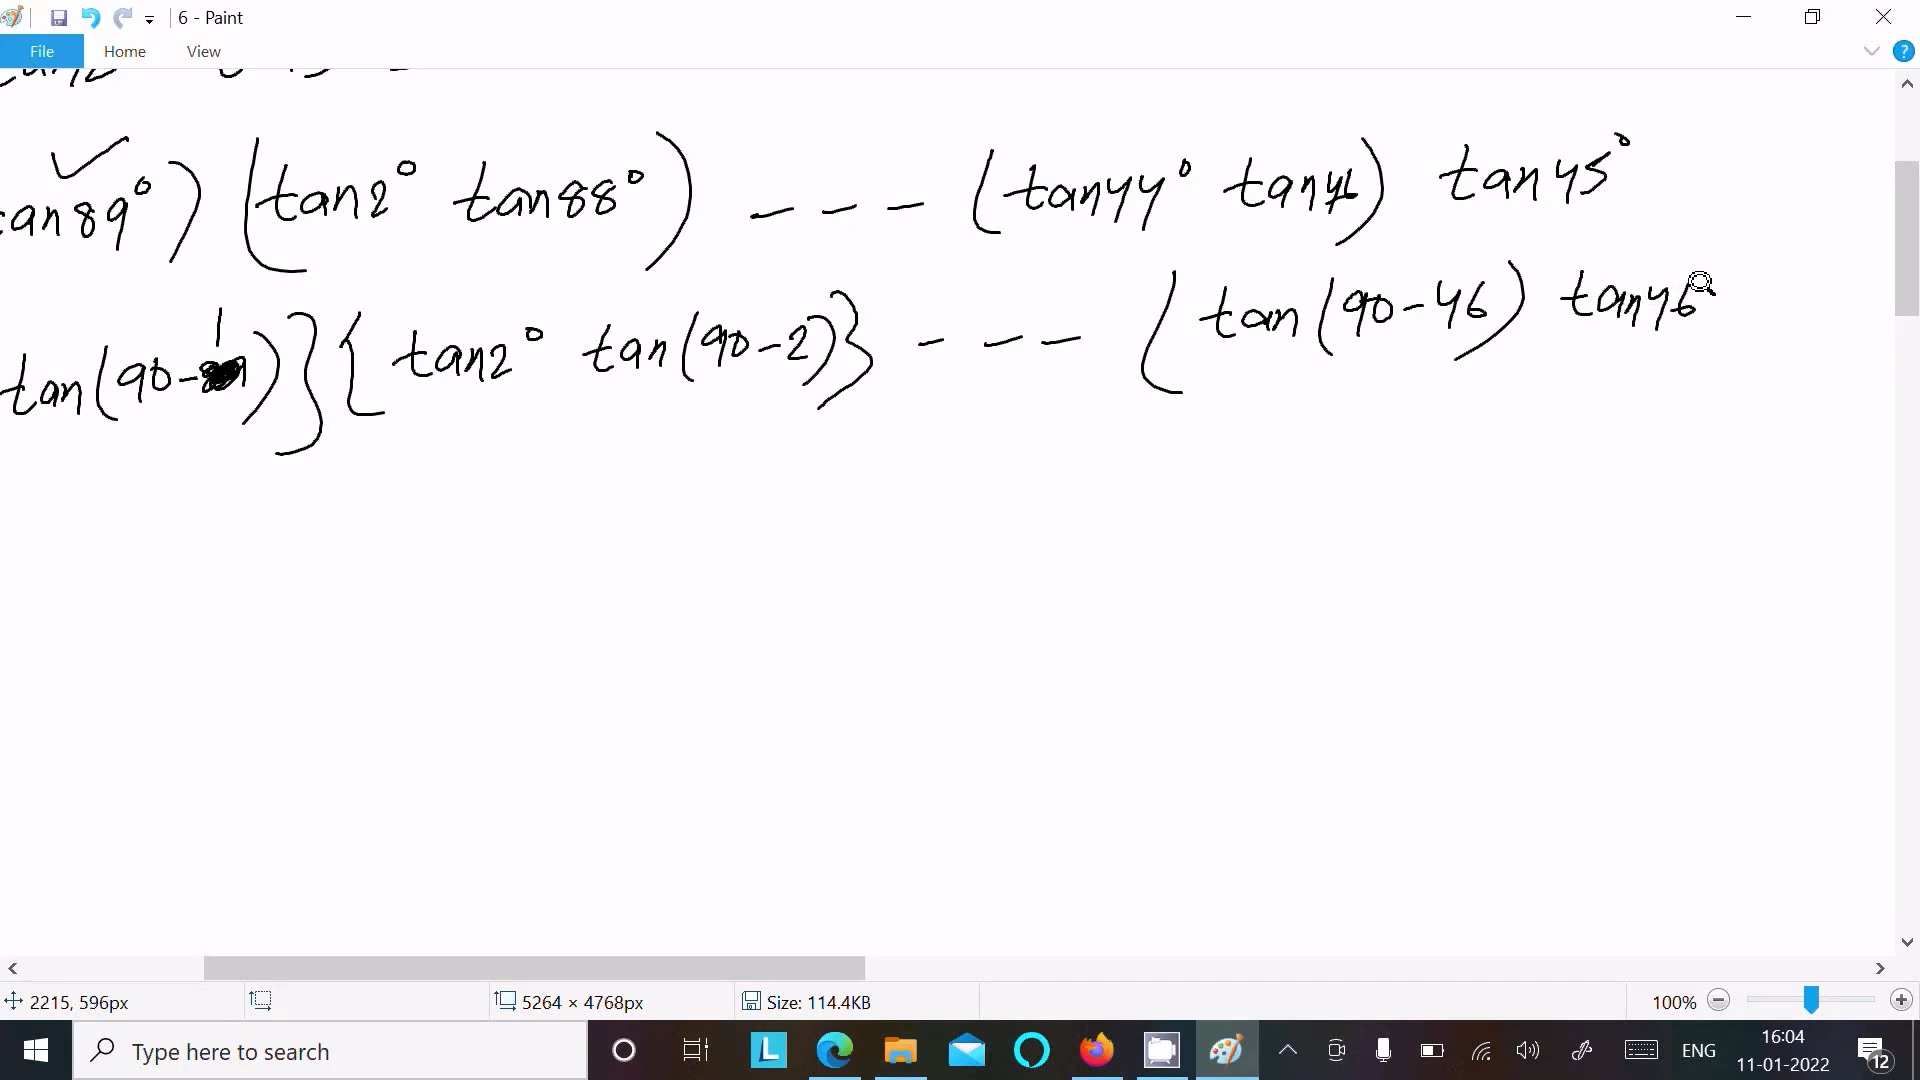 6 - Paint
File Home View
tan89°) (tan2° tan88°) --- (tan44° tan46) tan45°
tan(90-1)}{tan2° tan(90-2)} --- (tan(90-46) tan46
2215, 596px 5264 × 4768px Size: 114.4KB 100%
Type here to search L ENG 16:04
11-01-2022 12